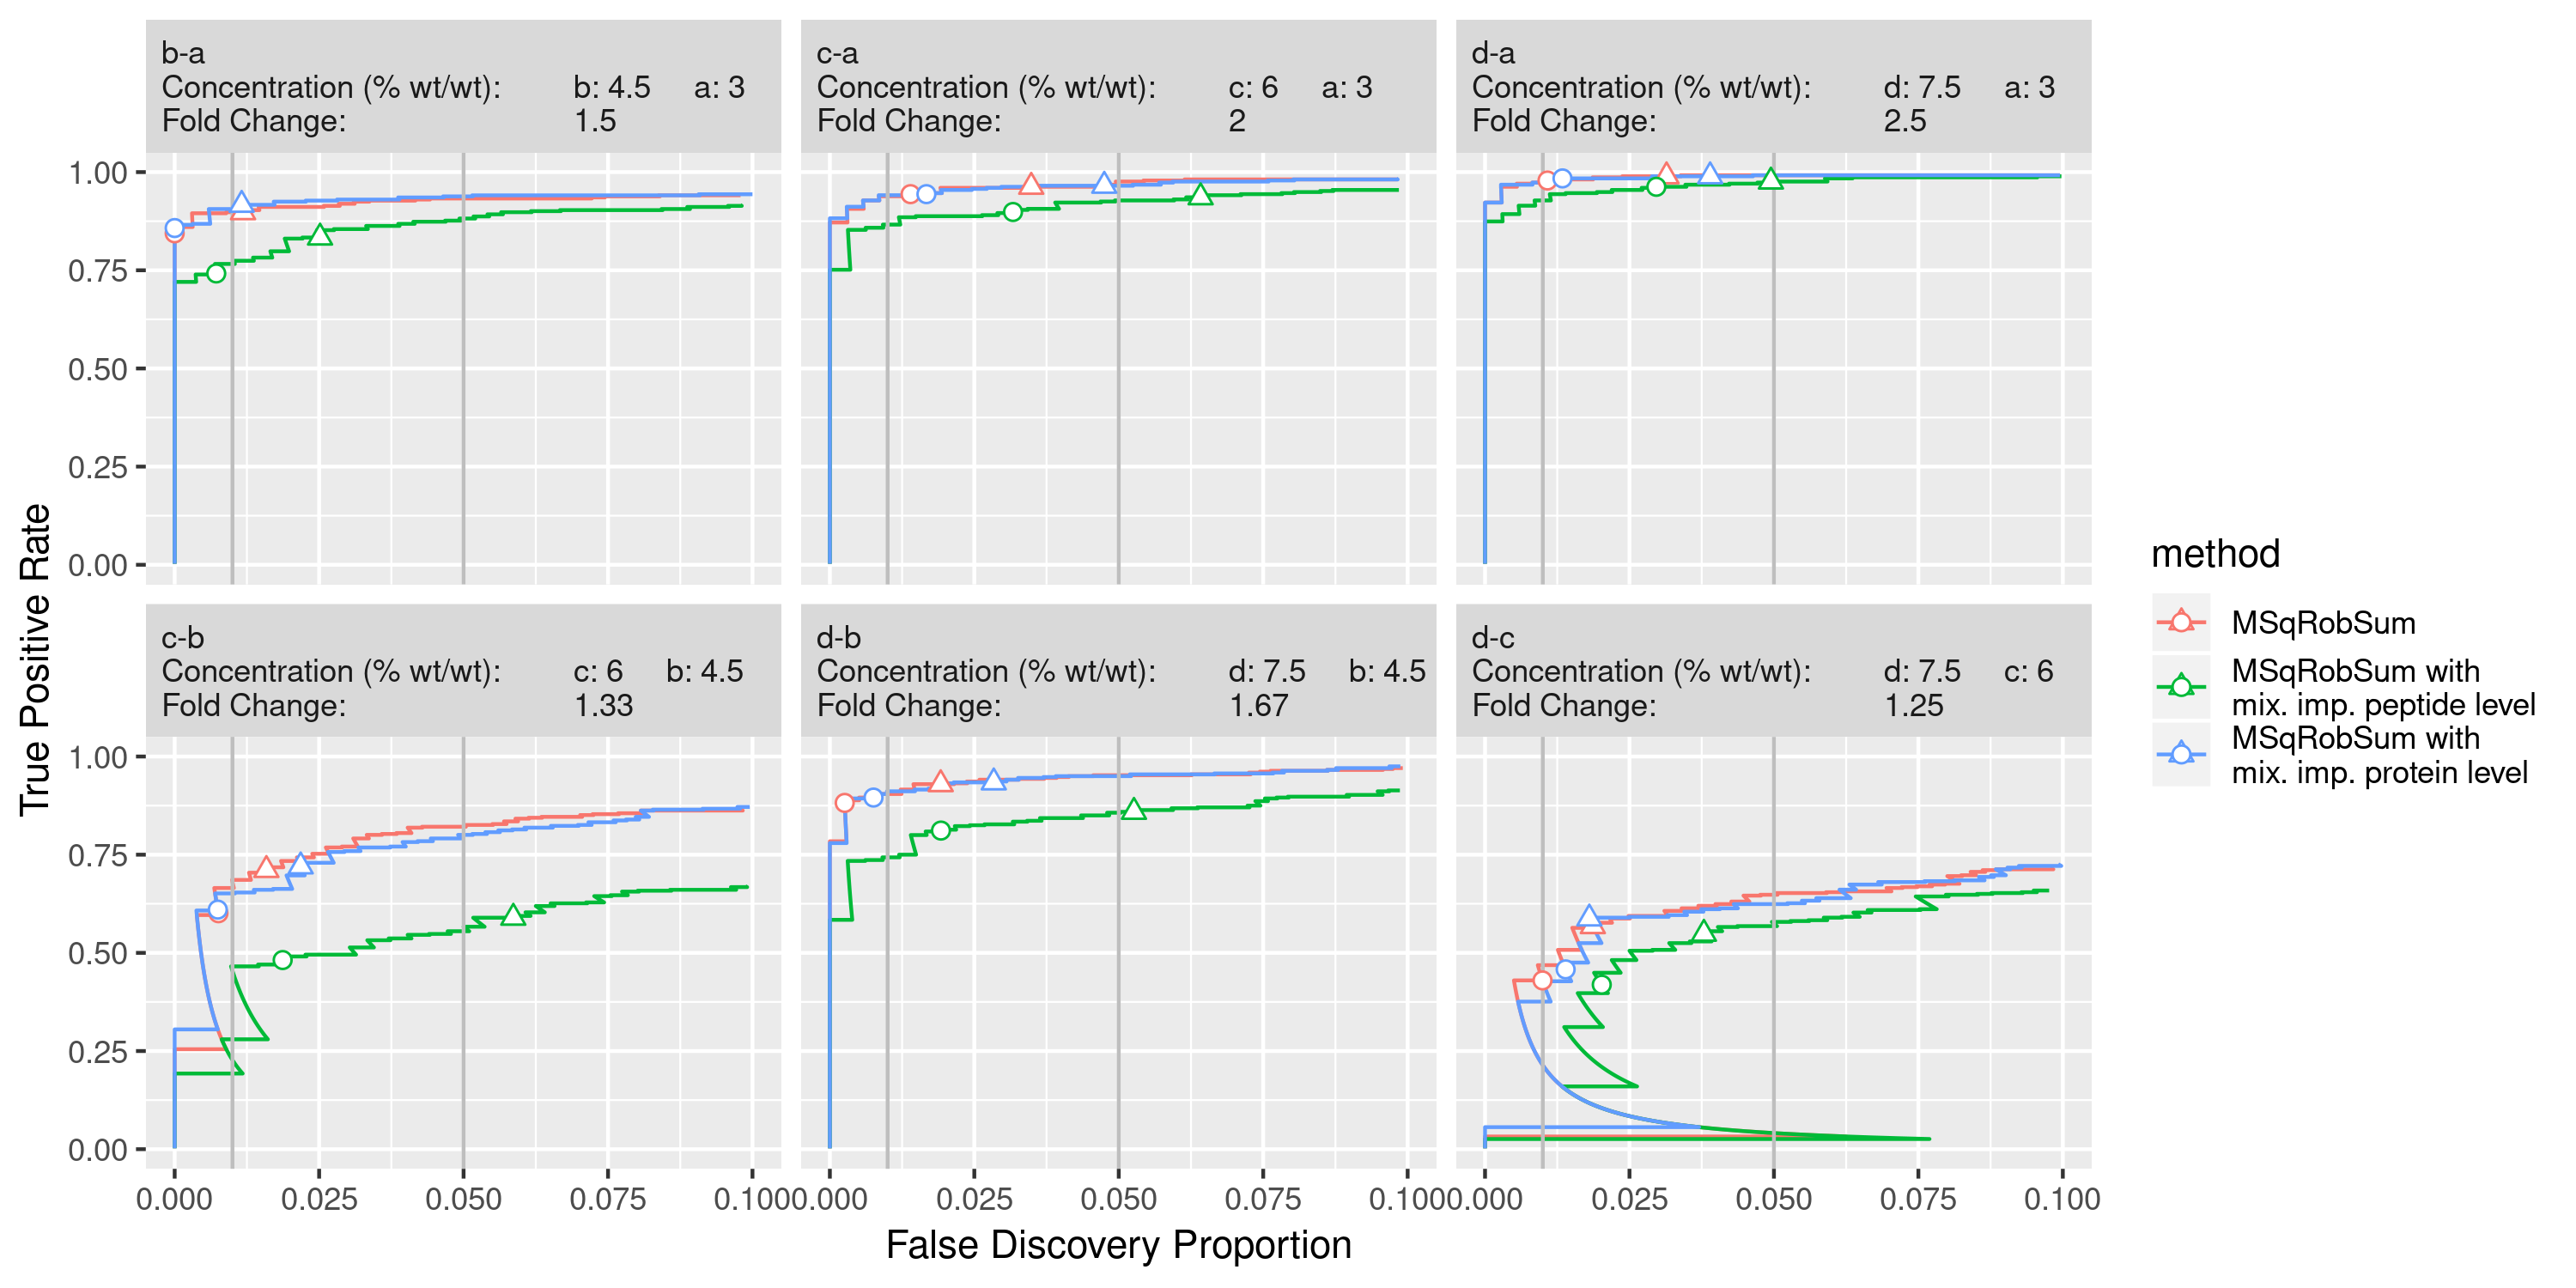 b-a
Concentration (% wt/wt): b: 4.5 a: 3
Fold Change: 1.5
c-a
Concentration (% wt/wt): c: 6 a: 3
Fold Change: 2
d-a
Concentration (% wt/wt): d: 7.5 a: 3
Fold Change: 2.5
1.00
0.75
0.50
0.25
0.00
c-b
Concentration (% wt/wt): c: 6 b: 4.5
Fold Change: 1.33
d-b
Concentration (% wt/wt): d: 7.5 b: 4.5
Fold Change: 1.67
d-c
Concentration (% wt/wt): d: 7.5 c: 6
Fold Change: 1.25
1.00
0.75
0.50
0.25
0.00
0.000 0.025 0.050 0.075 0.100
0.000 0.025 0.050 0.075 0.100
0.000 0.025 0.050 0.075 0.100
False Discovery Proportion
True Positive Rate
method
MSqRobSum
MSqRobSum with
mix. imp. peptide level
MSqRobSum with
mix. imp. protein level